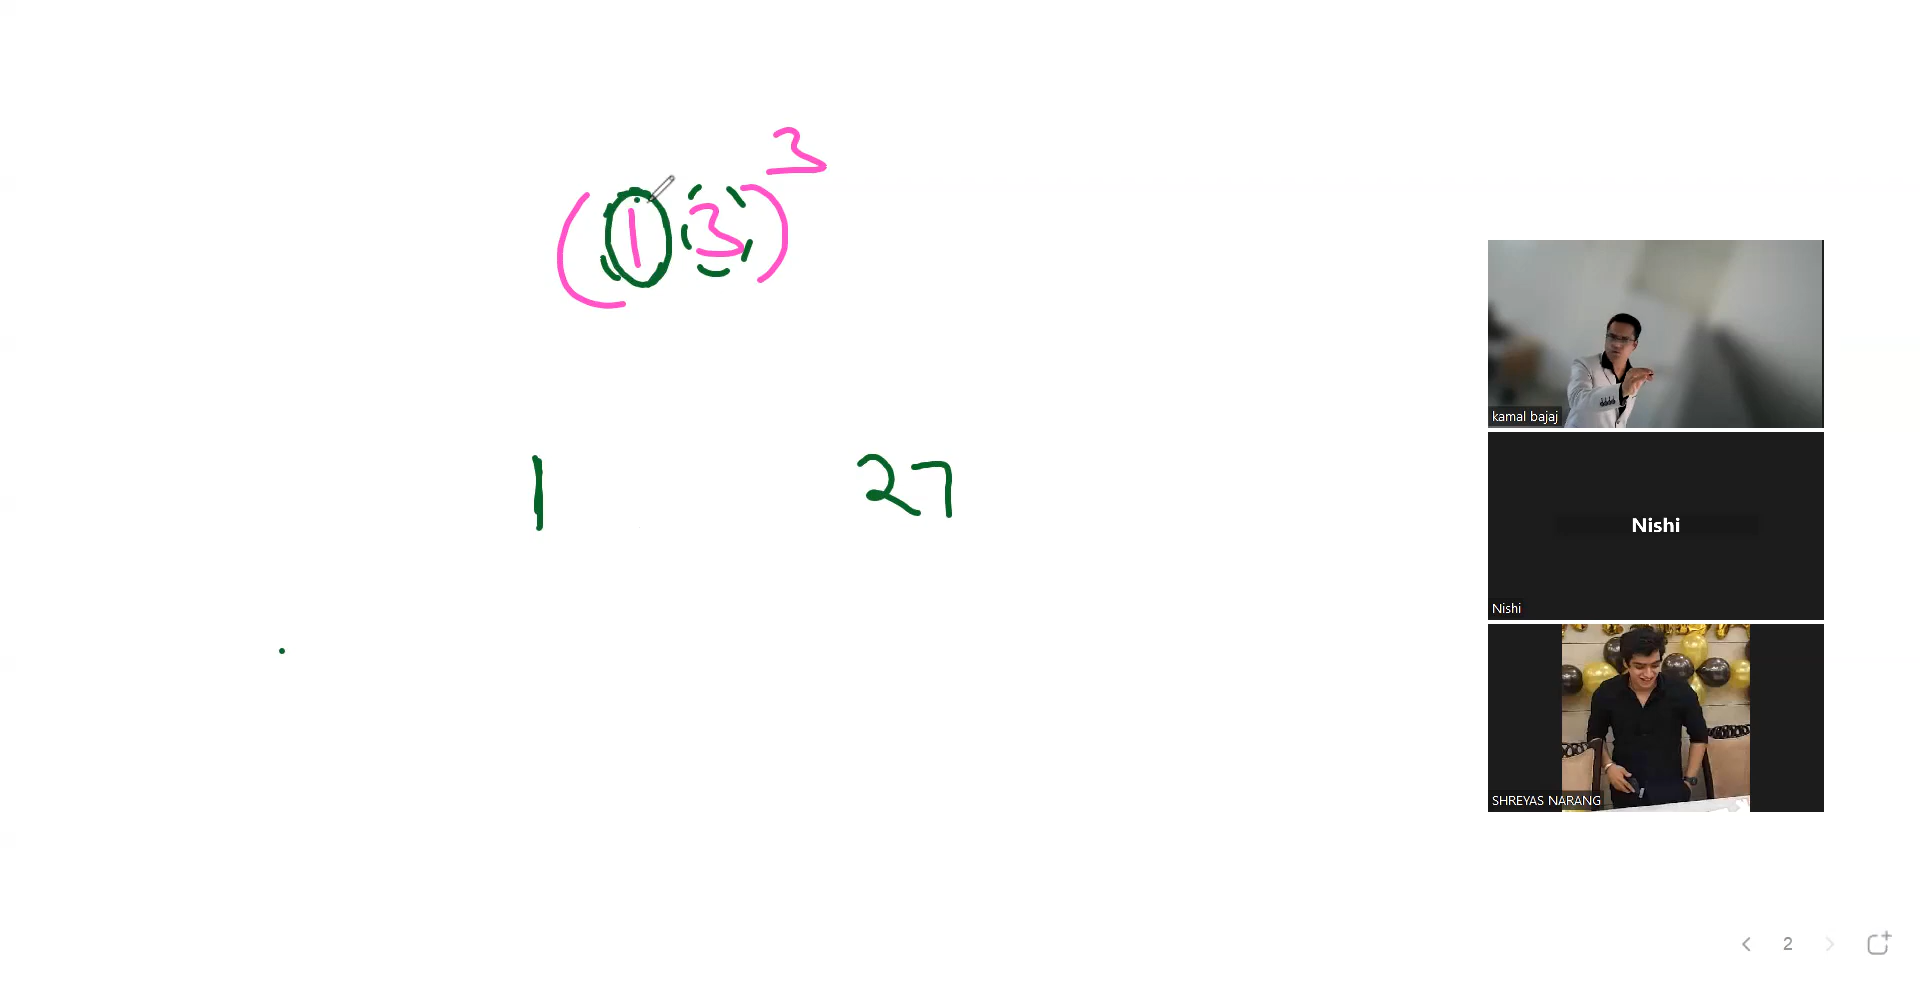 (13)³
1 27
kamal bajaj
Nishi
Nishi
SHREYAS NARANG
2